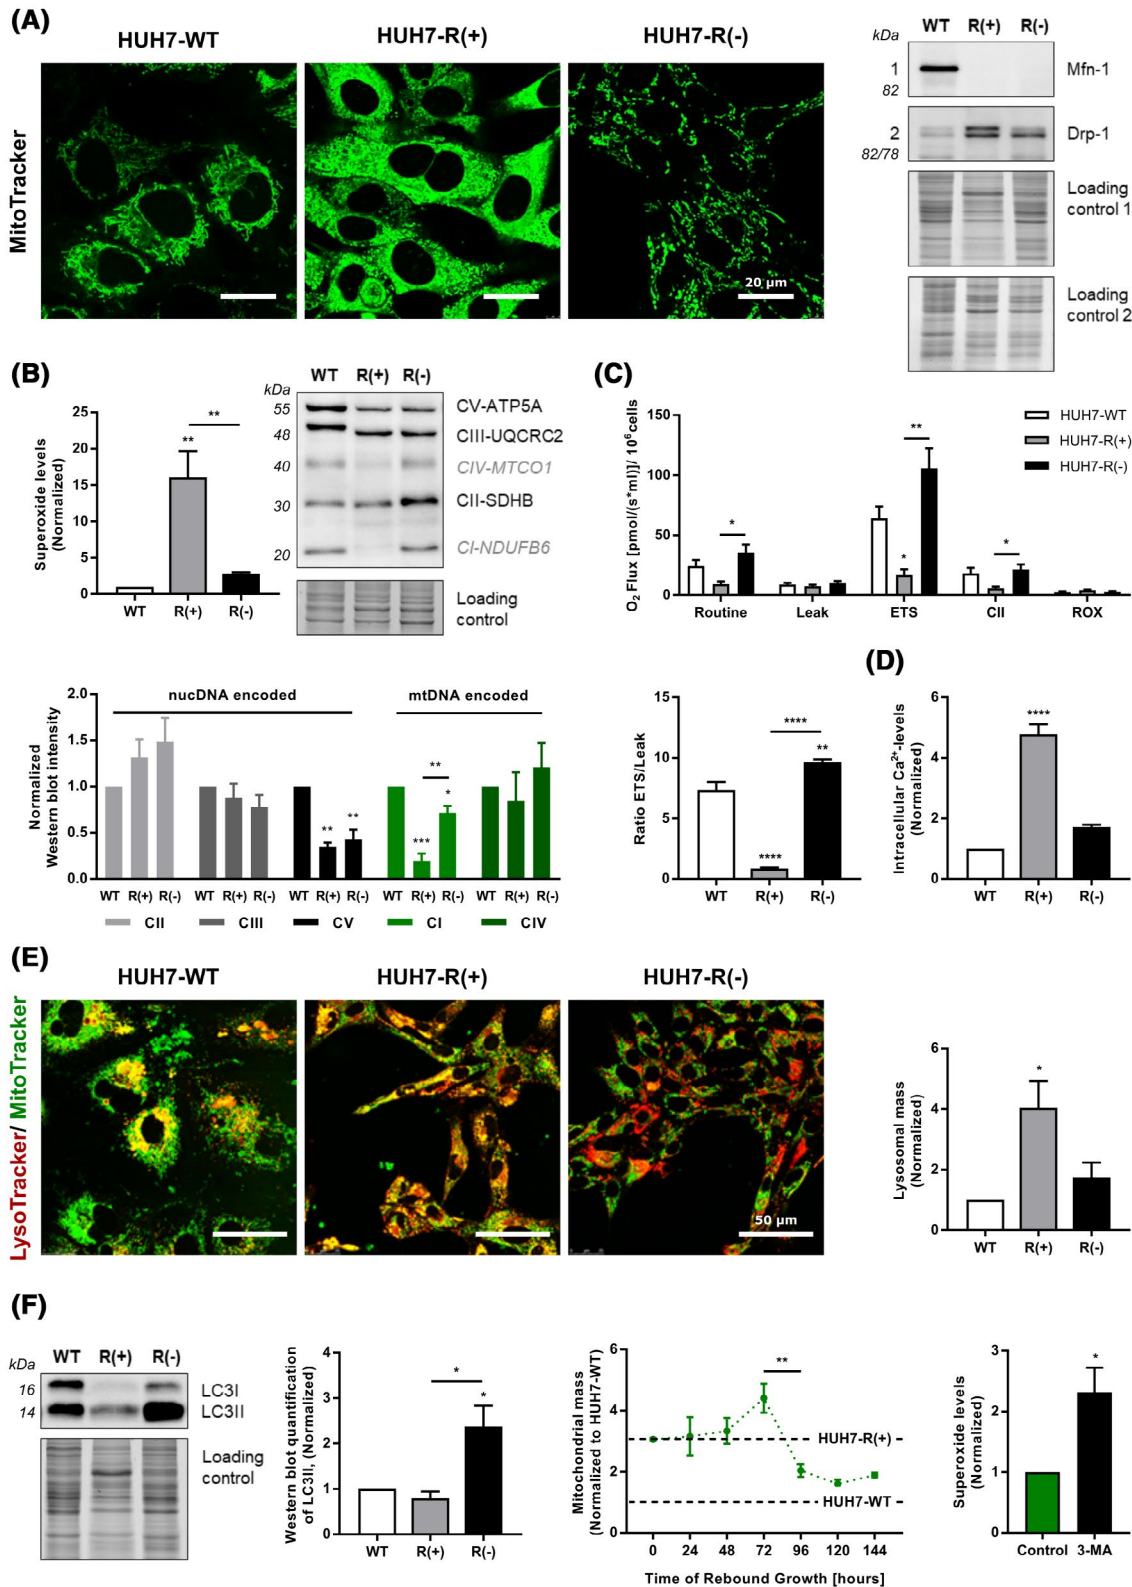 (A)
HUH7-WT
HUH7-R(+)
HUH7-R(-)
MitoTracker
20 µm
kDa
WT R(+) R(-)
1
82
Mfn-1
2
82/78
Drp-1
Loading
control 1
Loading
control 2
(B)
Superoxide levels
(Normalized)
25
20
15
10
5
0
**
**
WT R(+) R(-)
kDa
WT R(+) R(-)
55
48
40
30
20
CV-ATP5A
CIII-UQCRC2
CIV-MTCO1
CII-SDHB
CI-NDUFB6
Loading
control
(C)
O2 Flux [pmol/(s*ml)]/ 10⁶cells
150
100
50
0
*
*
**
*
Routine Leak ETS CII ROX
HUH7-WT
HUH7-R(+)
HUH7-R(-)
Normalized
Western blot intensity
2.0
1.5
1.0
0.5
0.0
nucDNA encoded
mtDNA encoded
**
**
***
**
*
WT R(+) R(-) WT R(+) R(-) WT R(+) R(-) WT R(+) R(-) WT R(+) R(-)
CII CIII CV CI CIV
Ratio ETS/Leak
15
10
5
0
****
**
****
WT R(+) R(-)
(D)
Intracellular Ca²⁺-levels
(Normalized)
6
4
2
0
****
WT R(+) R(-)
(E)
HUH7-WT
HUH7-R(+)
HUH7-R(-)
LysoTracker/ MitoTracker
50 µm
Lysosomal mass
(Normalized)
6
4
2
0
*
WT R(+) R(-)
(F)
kDa
WT R(+) R(-)
16
14
LC3I
LC3II
Loading
control
Western blot quantification
of LC3II, (Normalized)
4
3
2
1
0
*
*
WT R(+) R(-)
Mitochondrial mass
(Normalized to HUH7-WT)
6
4
2
0
**
HUH7-R(+)
HUH7-WT
0 24 48 72 96 120 144
Time of Rebound Growth [hours]
Superoxide levels
(Normalized)
3
2
1
0
*
Control 3-MA